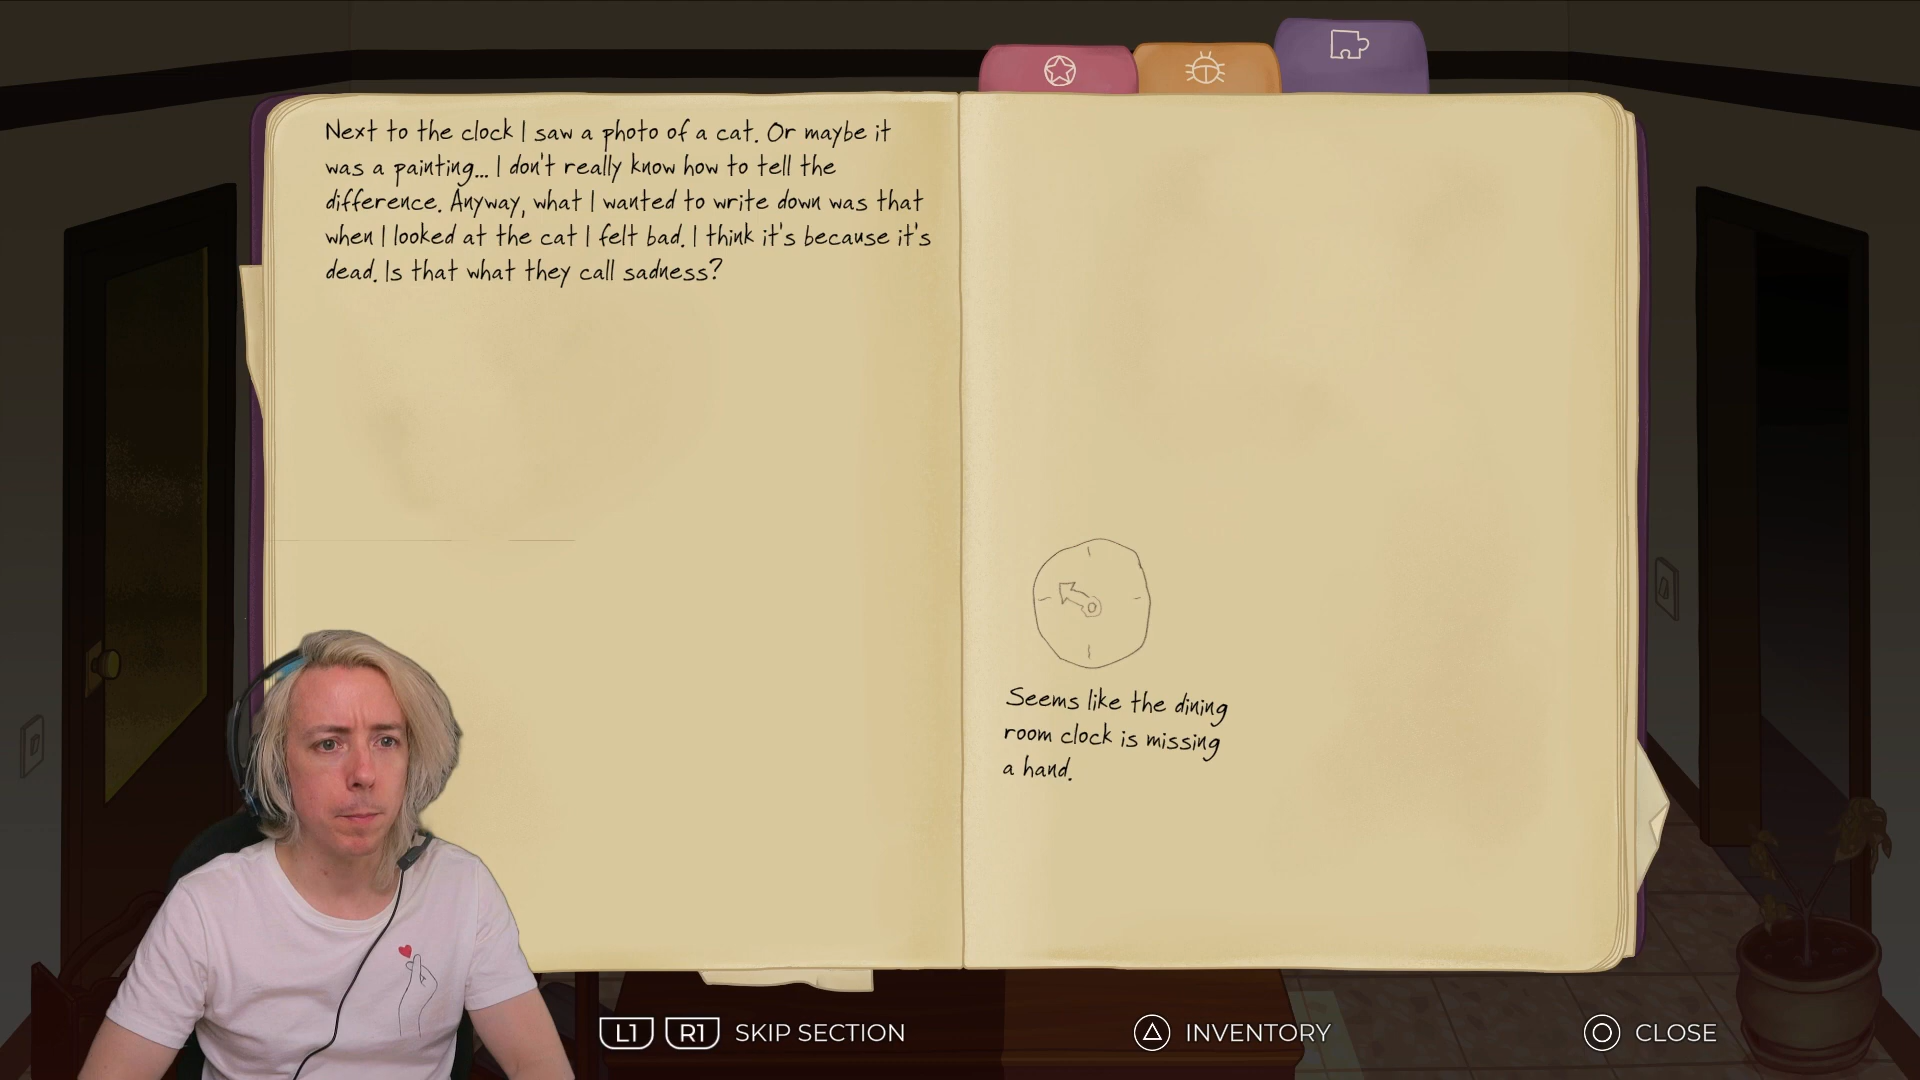 Next to the clock I saw a photo of a cat. Or maybe it
was a painting... I don't really know how to tell the
difference. Anyway, what I wanted to write down was that
when I looked at the cat I felt bad. I think it's because it's
dead. Is that what they call sadness?
Seems like the dining
room clock is missing
a hand.
L1 R1 SKIP SECTION
INVENTORY
CLOSE